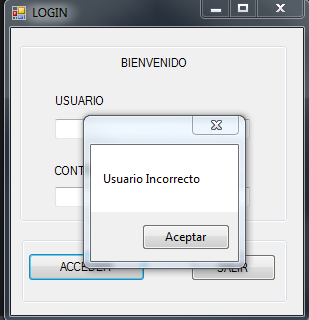 LOGIN
BIENVENIDO
USUARIO
CONT
Usuario Incorrecto
Aceptar
ACCEDER
SALIR